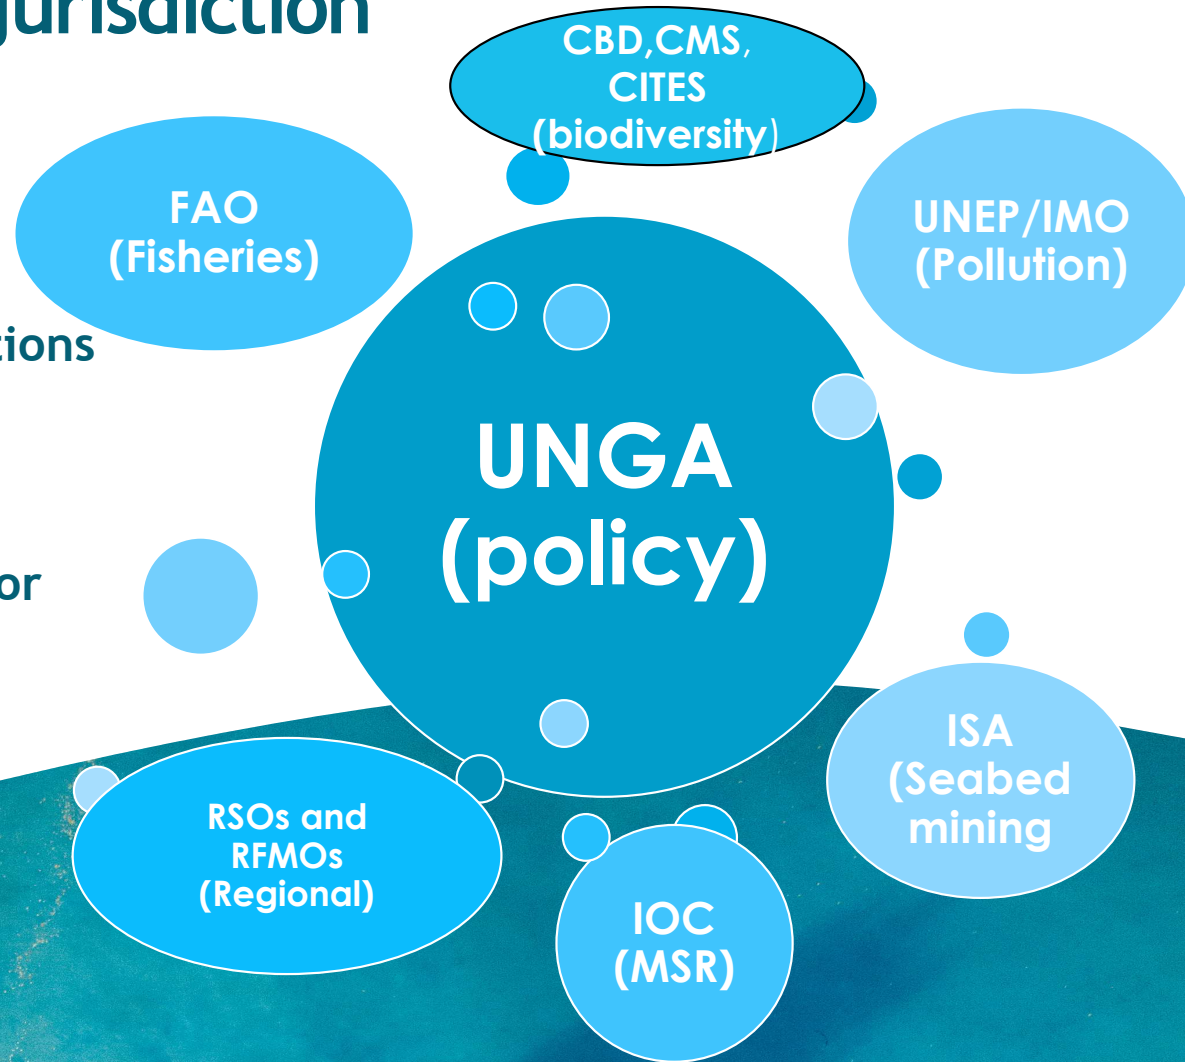 jurisdiction
CBD,CMS,
CITES
(biodiversity)
FAO
(Fisheries)
UNEP/IMO
(Pollution)
tions
UNGA
(policy)
or
ISA
(Seabed
mining
RSOs and
RFMOs
(Regional)
IOC
(MSR)